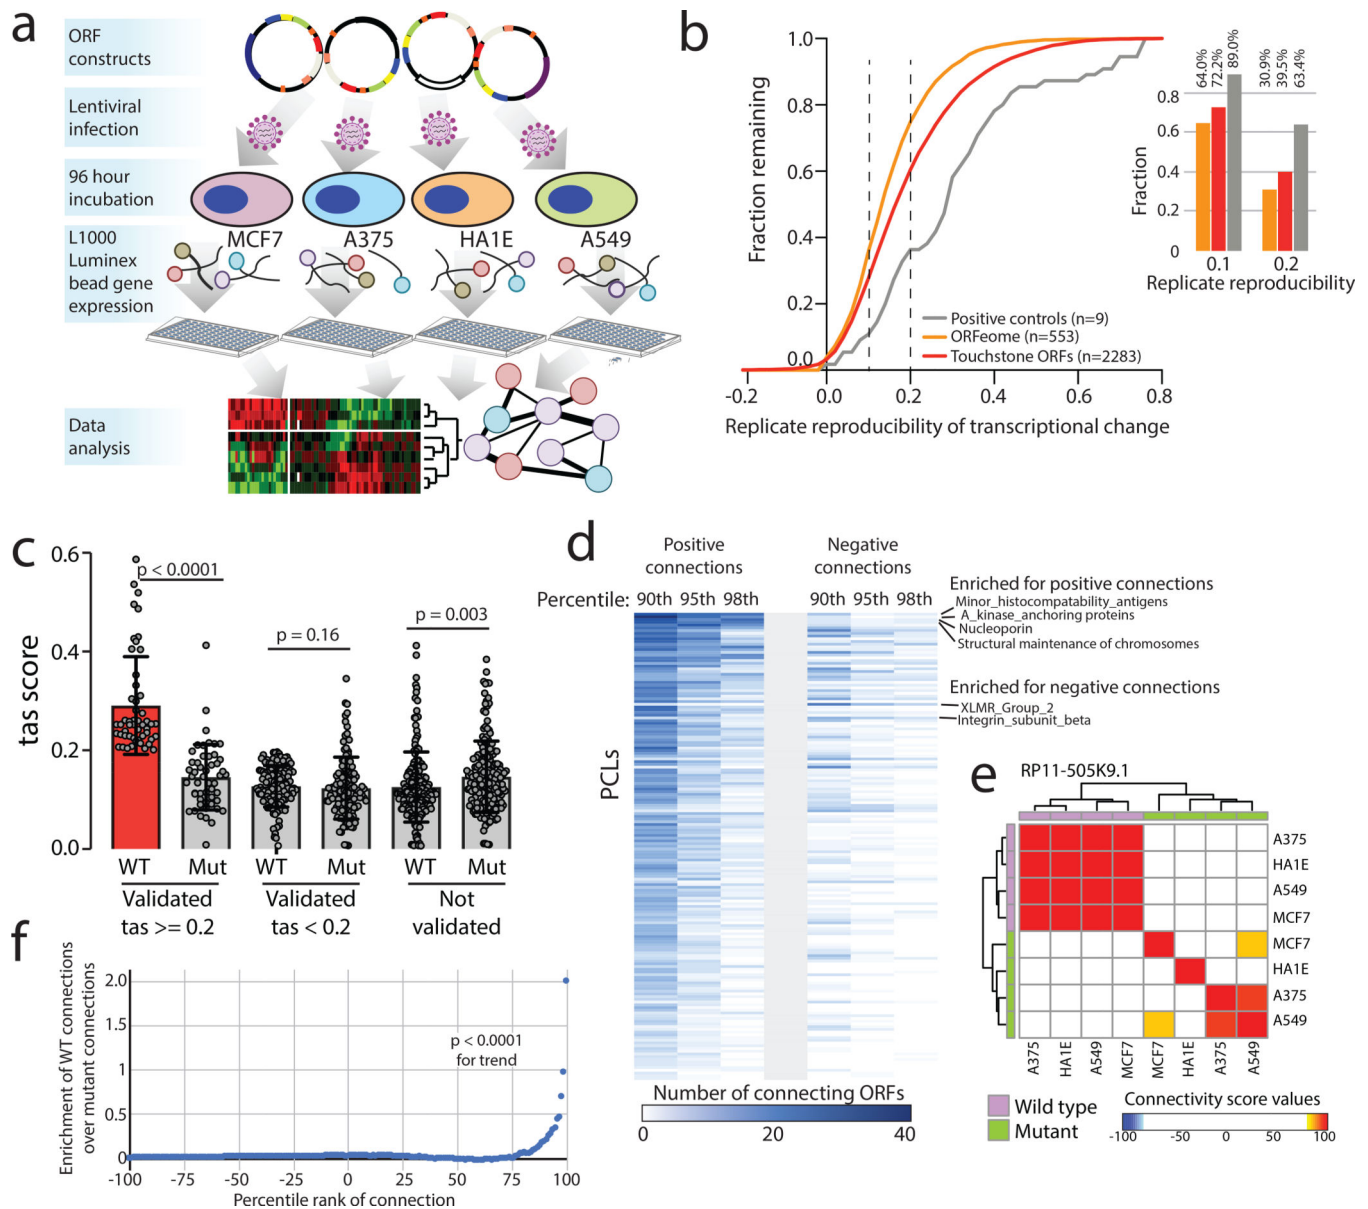 a
ORF
constructs
Lentiviral
infection
96 hour
incubation
L1000
Luminex
bead gene
expression
Data
analysis
MCF7
A375
HA1E
A549
b
Fraction remaining
1.0
0.8
0.6
0.4
0.2
0.0
-0.2
0.0
0.2
0.4
0.6
0.8
Replicate reproducibility of transcriptional change
Positive controls (n=9)
ORFeome (n=553)
Touchstone ORFs (n=2283)
64.0%
72.2%
89.0%
30.9%
39.5%
63.4%
Fraction
0.8
0.6
0.4
0.2
0
0.1
0.2
Replicate reproducibility
c
tas score
0.6
0.4
0.2
0.0
p < 0.0001
p = 0.16
p = 0.003
WT
Mut
WT
Mut
WT
Mut
Validated
tas >= 0.2
Validated
tas < 0.2
Not
validated
d
Positive
connections
Negative
connections
Percentile:
90th
95th
98th
90th
95th
98th
PCLs
Enriched for positive connections
Minor_histocompatability_antigens
A_kinase_anchoring proteins
Nucleoporin
Structural maintenance of chromosomes
Enriched for negative connections
XLMR_Group_2
Integrin_subunit_beta
Number of connecting ORFs
0
20
40
e
RP11-505K9.1
A375
HA1E
A549
MCF7
MCF7
HA1E
A375
A549
A375
HA1E
A549
MCF7
MCF7
HA1E
A375
A549
Wild type
Mutant
Connectivity score values
-100
-50
0
50
100
f
Enrichment of WT connections
over mutant connections
2.0
1.5
1
0.5
0
p < 0.0001
for trend
-100
-75
-50
-25
0
25
50
75
100
Percentile rank of connection